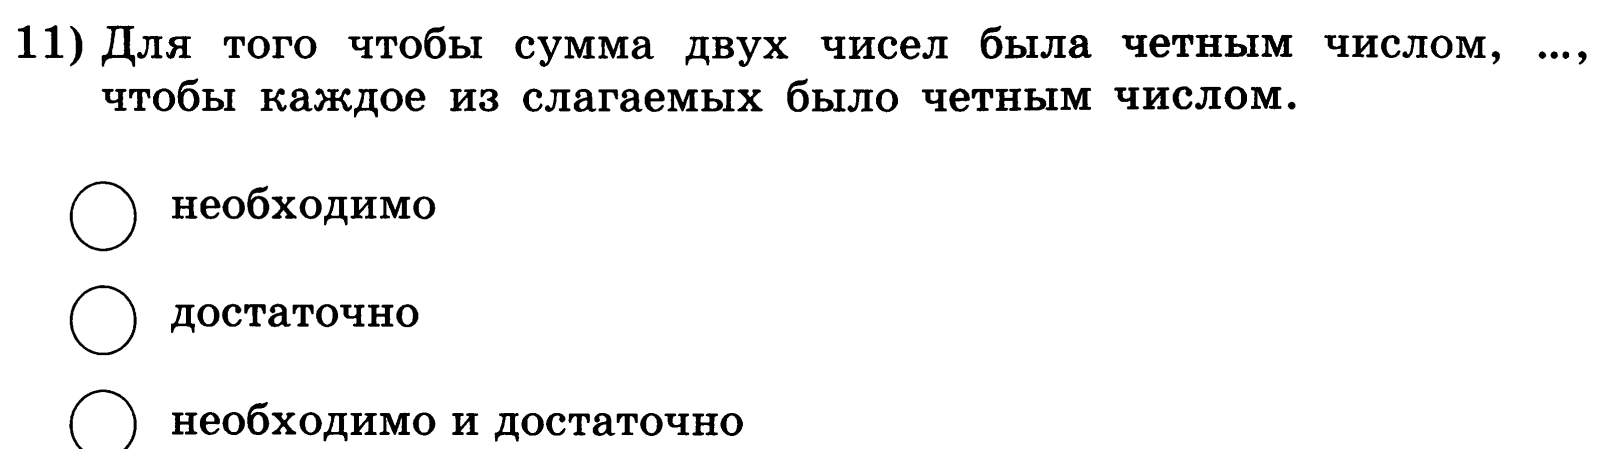 11) Для того чтобы сумма двух чисел была четным числом, ...,
чтобы каждое из слагаемых было четным числом.
необходимо
достаточно
необходимо и достаточно